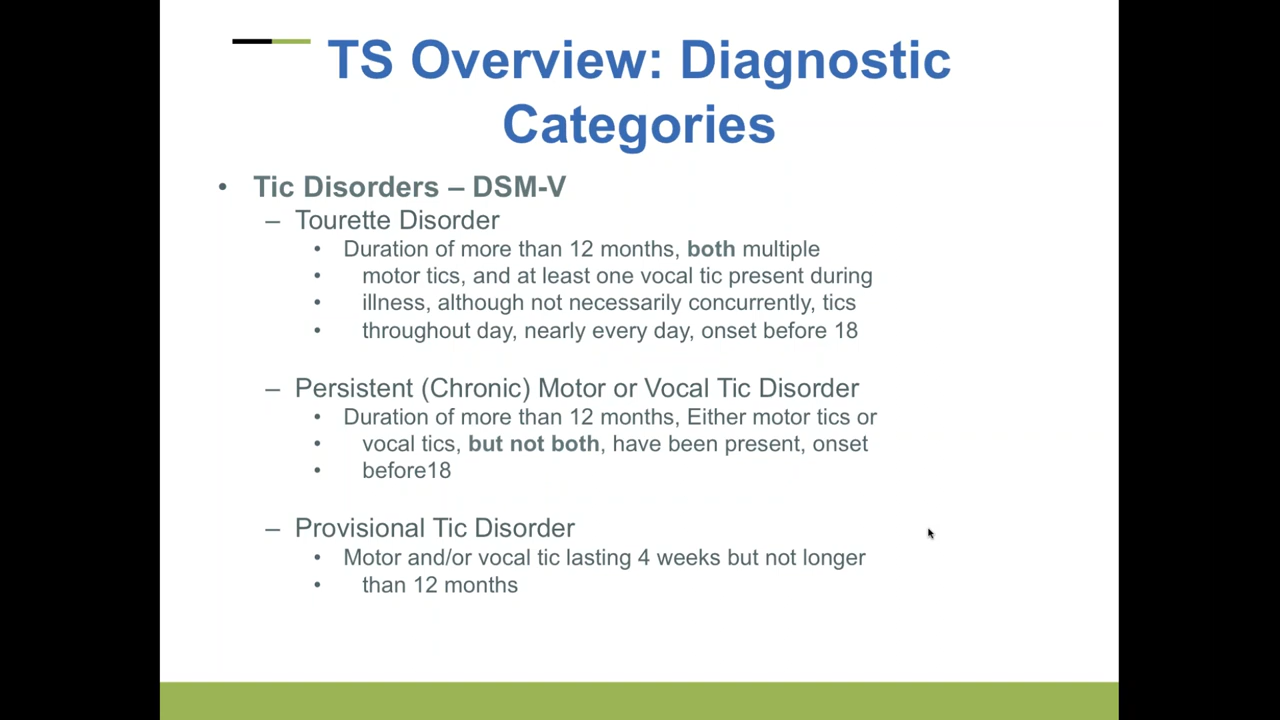 TS Overview: Diagnostic
Categories
• Tic Disorders – DSM-V
– Tourette Disorder
• Duration of more than 12 months, both multiple
• motor tics, and at least one vocal tic present during
• illness, although not necessarily concurrently, tics
• throughout day, nearly every day, onset before 18
– Persistent (Chronic) Motor or Vocal Tic Disorder
• Duration of more than 12 months, Either motor tics or
• vocal tics, but not both, have been present, onset
• before18
– Provisional Tic Disorder
• Motor and/or vocal tic lasting 4 weeks but not longer
• than 12 months